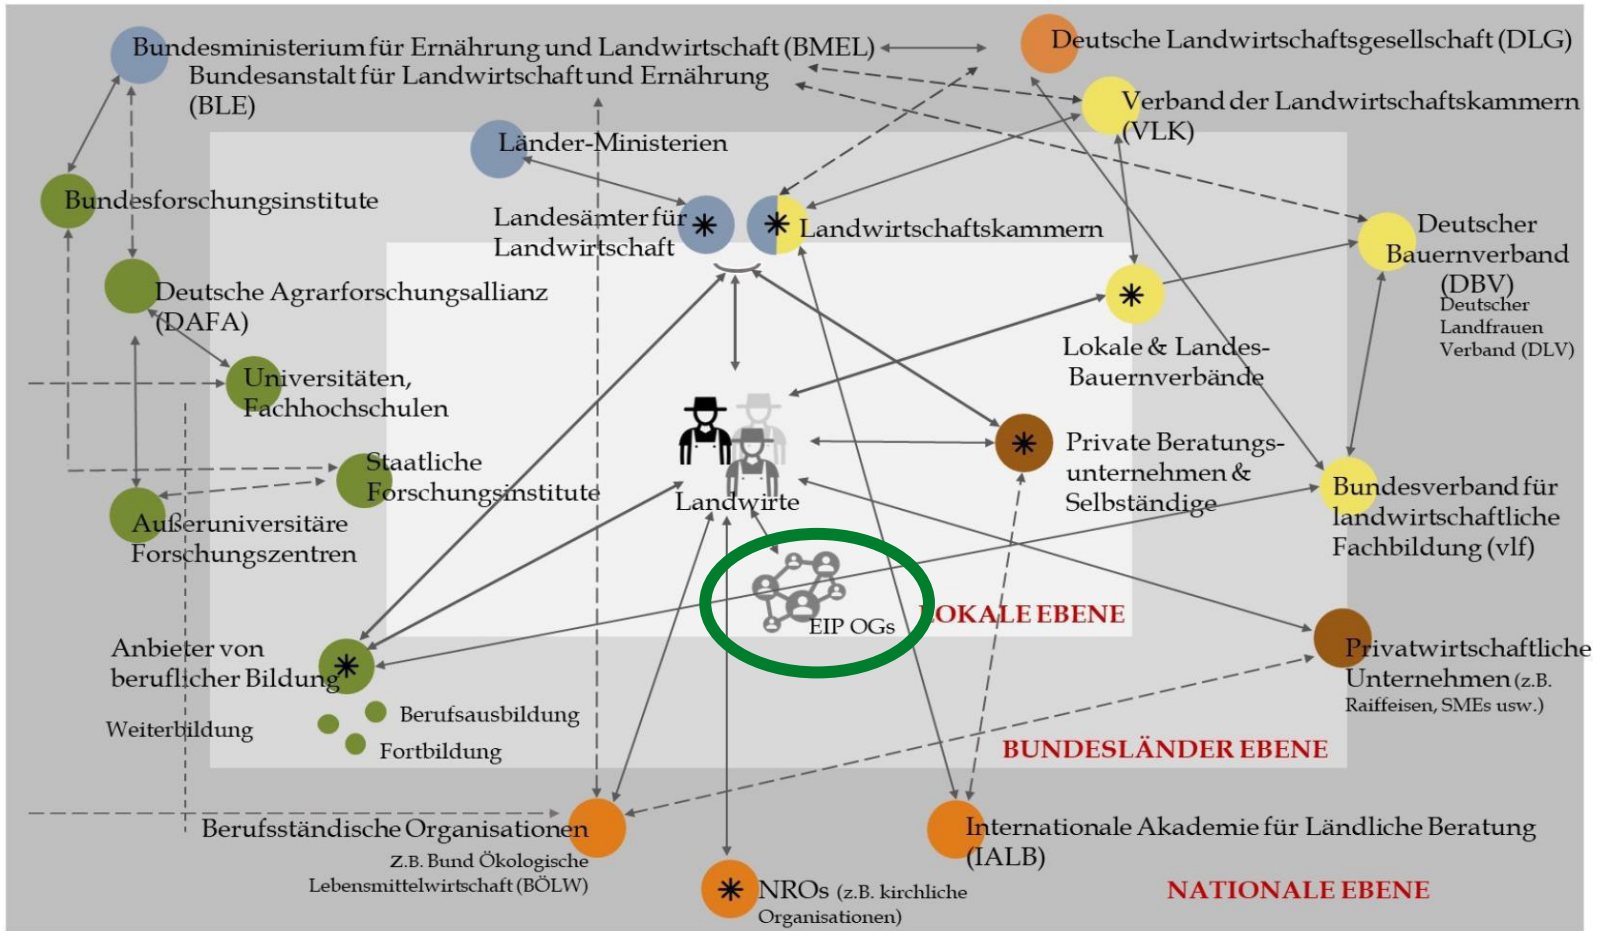 Bundesministerium für Ernährung und Landwirtschaft (BMEL)
Bundesanstalt für Landwirtschaft und Ernährung
(BLE)
Deutsche Landwirtschaftsgesellschaft (DLG)
Verband der Landwirtschaftskammern
(VLK)
Länder-Ministerien
Bundesforschungsinstitute
Landesämter für
Landwirtschaft
Landwirtschaftskammern
Deutscher
Bauernverband
(DBV)
Deutscher
Landfrauen
Verband (DLV)
Deutsche Agrarforschungsallianz
(DAFA)
Lokale & Landes-
Bauernverbände
Universitäten,
Fachhochschulen
Staatliche
Forschungsinstitute
Private Beratungs-
unternehmen &
Selbständige
Landwirte
Außeruniversitäre
Forschungszentren
Bundesverband für
landwirtschaftliche
Fachbildung (vlf)
EIP OGs
LOKALE EBENE
Anbieter von
beruflicher Bildung
Privatwirtschaftliche
Unternehmen (z.B.
Raiffeisen, SMEs usw.)
Weiterbildung
Berufsausbildung
Fortbildung
BUNDESLÄNDER EBENE
Berufsständische Organisationen
z.B. Bund Ökologische
Lebensmittelwirtschaft (BÖLW)
Internationale Akademie für Ländliche Beratung
(IALB)
NROs (z.B. kirchliche
Organisationen)
NATIONALE EBENE